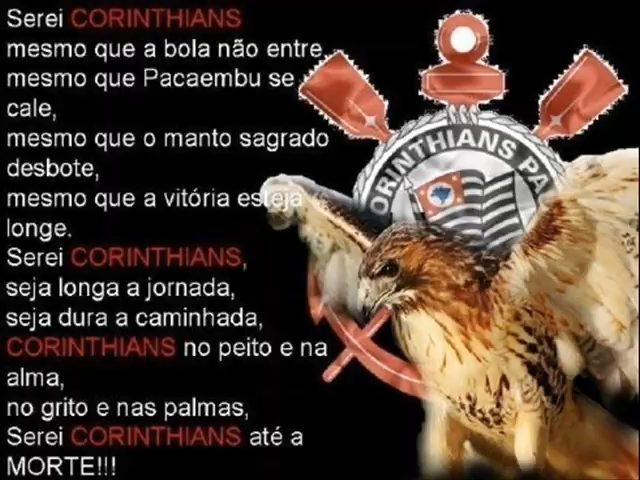 Serei CORINTHIANS
mesmo que a bola não entre,
mesmo que Pacaembu se
cale,
mesmo que o manto sagrado
desbote,
mesmo que a vitória esteja
longe.
Serei CORINTHIANS,
seja longa a jornada,
seja dura a caminhada,
CORINTHIANS no peito e na
alma,
no grito e nas palmas,
Serei CORINTHIANS até a
MORTE!!!
CORINTHIANS PA